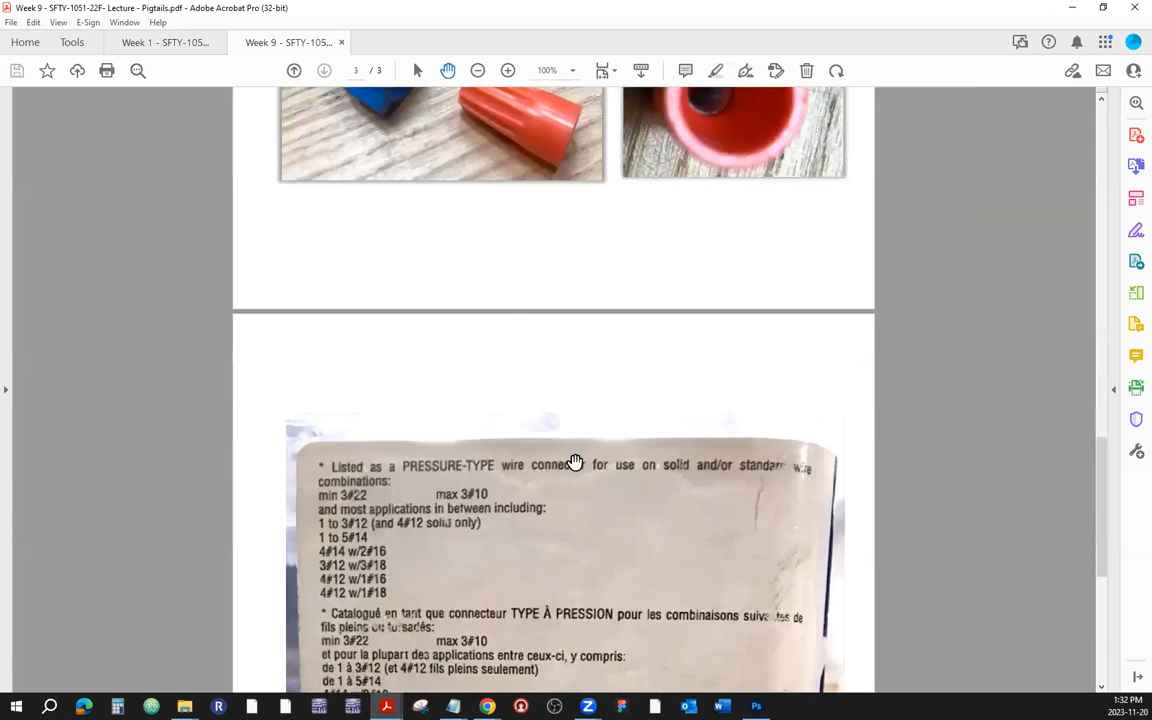 Week 9 - SFTY-1051-22F- Lecture - Pigtails.pdf - Adobe Acrobat Pro (32-bit)
File Edit View E-Sign Window Help
Home Tools Week 1 - SFTY-105... Week 9 - SFTY-105... ×
3 / 3 100%
* Listed as a PRESSURE-TYPE wire for use on solid and/or standard wire
combinations:
min 3#22 max 3#10
and most applications in between including:
1 to 3#12 (and 4#12 solid only)
1 to 5#14
4#14 w/2#16
3#12 w/3#18
4#12 w/1#16
4#12 w/1#18
* Catalogué en tant que connecteur TYPE À PRESSION pour les combinaisons de
fils pleins ou torsadés:
min 3#22 max 3#10
et pour la plupart des applications entre ceux-ci, y compris:
de 1 à 3#12 (et 4#12 fils pleins seulement)
de 1 à 5#14
1:32 PM
2023-11-20